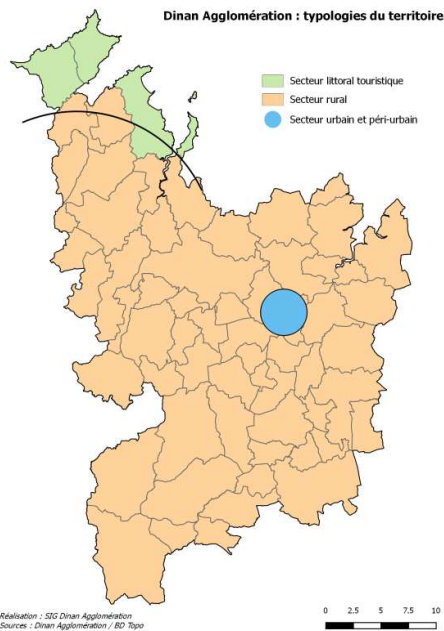 Dinan Agglomération : typologies du territoire
Secteur littoral touristique
Secteur rural
Secteur urbain et péri-urbain
Réalisation : SIG Dinan Agglomération
Sources : Dinan Agglomération / BD Topo
0 2.5 5 7.5 10